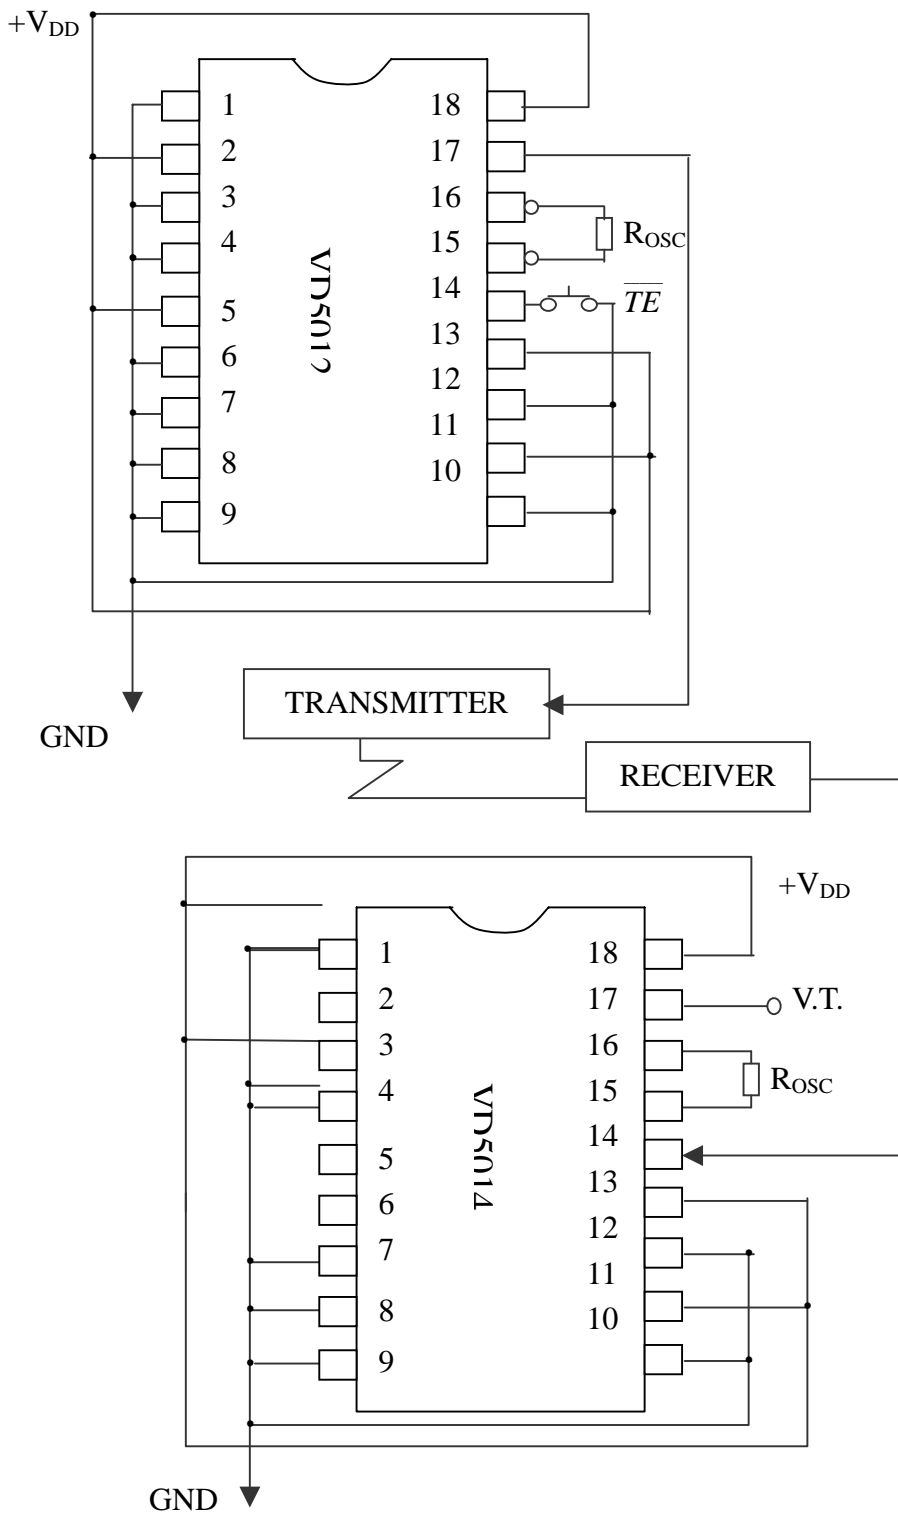 +VDD
1 18
2 17
3 16
ROSC
4 15
VD5012
14
TE
5 13
6 12
7 11
8 10
9
TRANSMITTER
GND
RECEIVER
+VDD
1 18
2 17
V.T.
3 16
ROSC
4 15
VD5014
14
5 13
6 12
7 11
8 10
9
GND